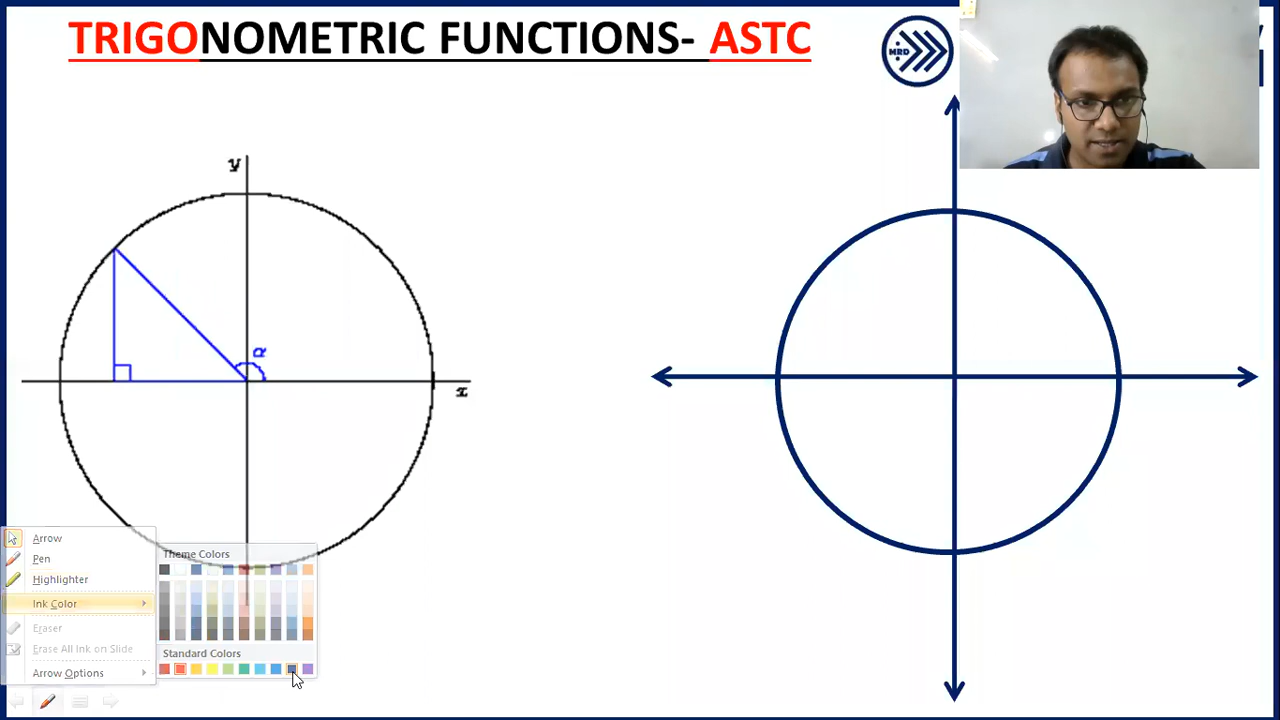 TRIGONOMETRIC FUNCTIONS- ASTC
MRD
y
α
x
Arrow
Pen
Highlighter
Ink Color
Eraser
Erase All Ink on Slide
Arrow Options
Theme Colors
Standard Colors